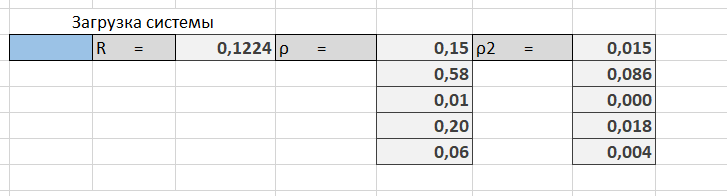 Загрузка системы
R = 0,1224 ρ = 0,15 ρ2 = 0,015
0,58 0,086
0,01 0,000
0,20 0,018
0,06 0,004